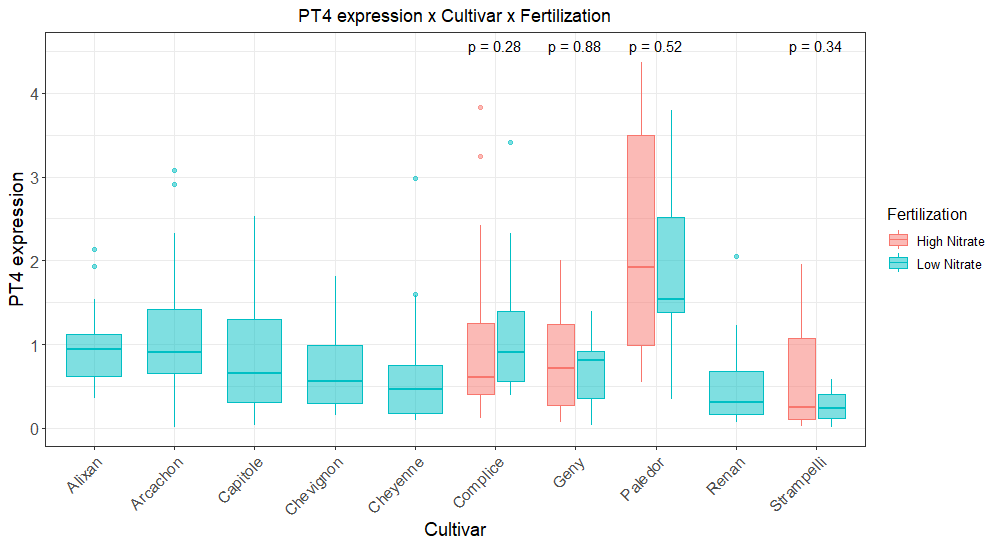 PT4 expression x Cultivar x Fertilization
p = 0.28 p = 0.88 p = 0.52 p = 0.34
4
3
2
1
0
PT4 expression
Alixan Arcachon Capitole Chevignon Cheyenne Complice Geny Paledor Renan Strampelli
Cultivar
Fertilization
High Nitrate
Low Nitrate